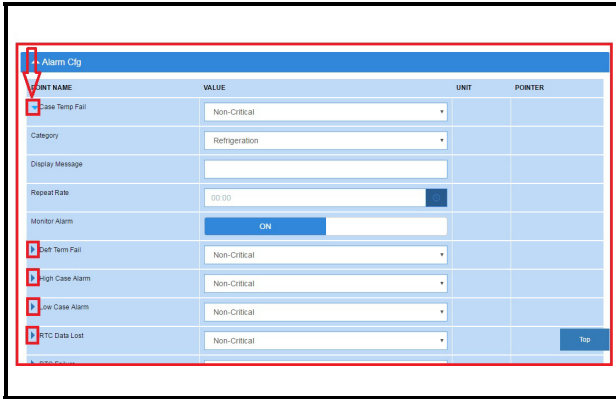 Alarm Cfg
POINT NAME VALUE UNIT POINTER
Case Temp Fail Non-Critical
Category Refrigeration
Display Message
Repeat Rate 00:00
Monitor Alarm ON
Defr Term Fail Non-Critical
High Case Alarm Non-Critical
Low Case Alarm Non-Critical
RTC Data Lost Non-Critical
Top